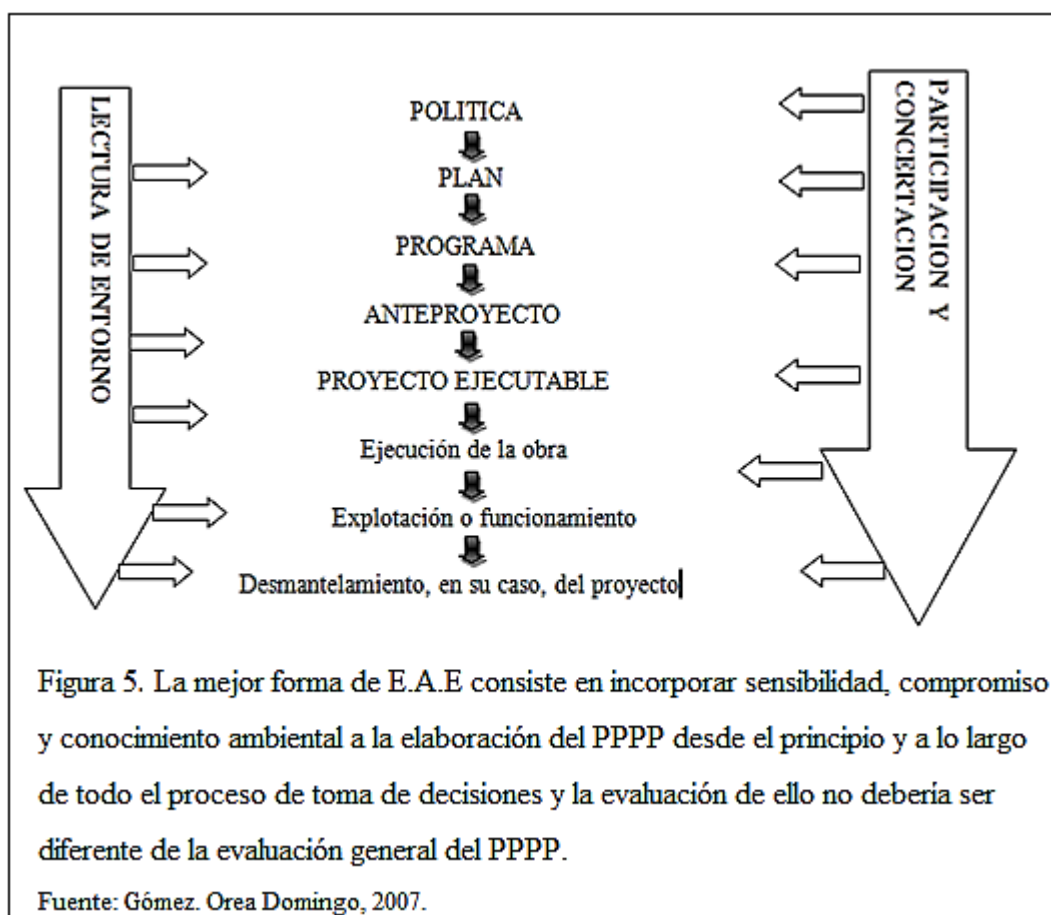 LECTURA DE ENTORNO
PARTICIPACION Y
CONCERTACION
POLITICA
PLAN
PROGRAMA
ANTEPROYECTO
PROYECTO EJECUTABLE
Ejecución de la obra
Explotación o funcionamiento
Desmantelamiento, en su caso, del proyecto
Figura 5. La mejor forma de E.A.E consiste en incorporar sensibilidad, compromiso
y conocimiento ambiental a la elaboración del PPPP desde el principio y a lo largo
de todo el proceso de toma de decisiones y la evaluación de ello no debería ser
diferente de la evaluación general del PPPP.
Fuente: Gómez. Orea Domingo, 2007.